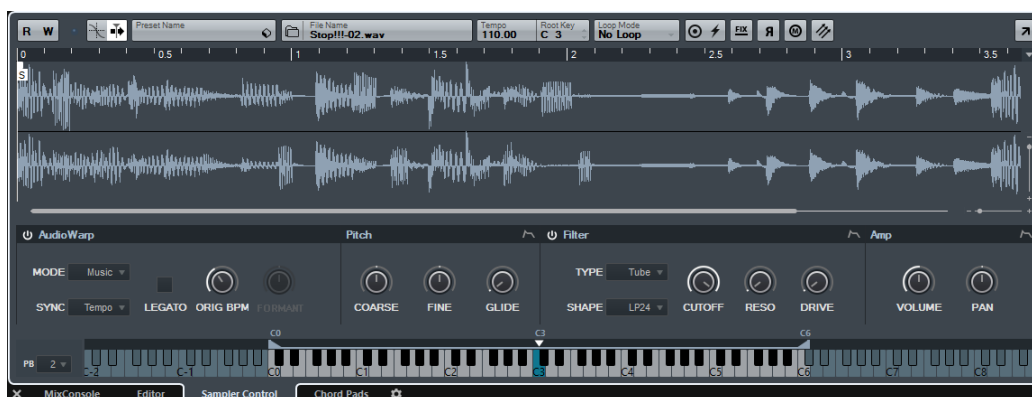 R W Preset Name File Name Tempo Root Key Loop Mode
Stop!!!-02.wav 110.00 C 3 No Loop FIX R M
0 0.5 1 1.5 2 2.5 3 3.5
S
AudioWarp Pitch Filter Amp
MODE Music TYPE Tube
SYNC Tempo LEGATO ORIG BPM FORMANT COARSE FINE GLIDE SHAPE LP24 CUTOFF RESO DRIVE VOLUME PAN
C0 C3 C6
PB 2
C-2 C-1 C0 C1 C2 C3 C4 C5 C6 C7 C8
MixConsole Editor Sampler Control Chord Pads